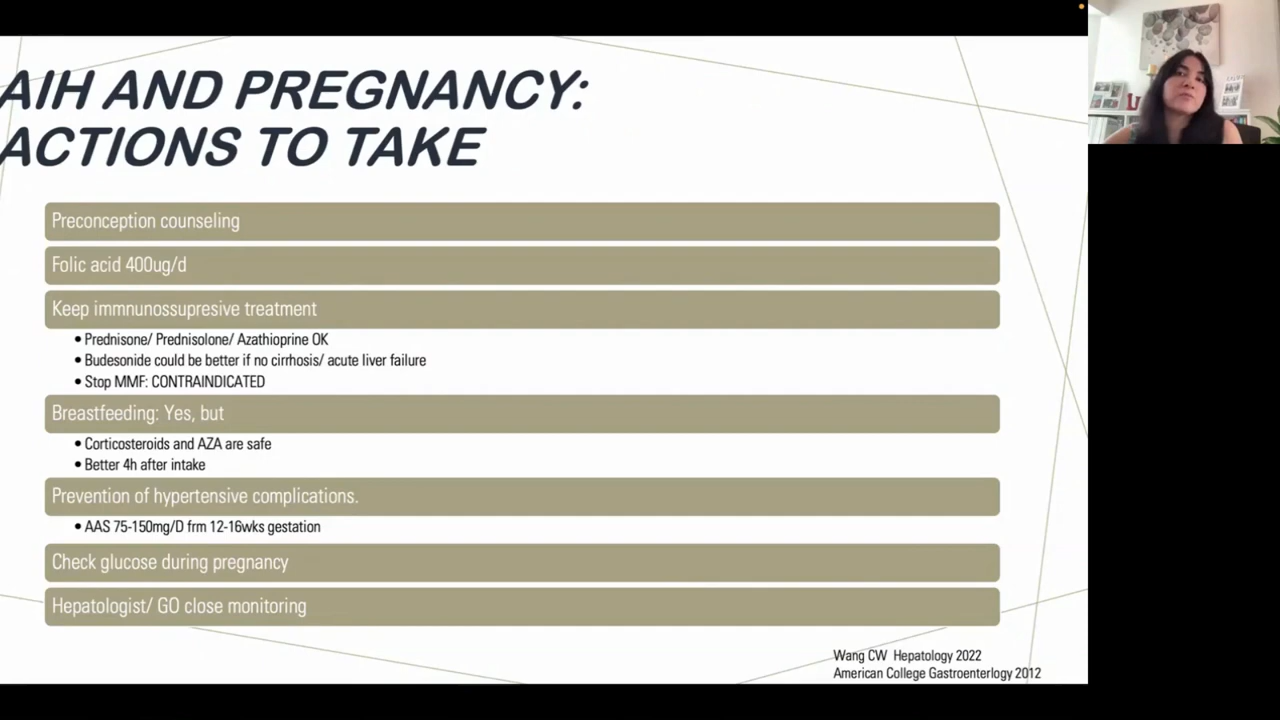 AIH AND PREGNANCY:
ACTIONS TO TAKE
Preconception counseling
Folic acid 400ug/d
Keep immnunossupresive treatment
• Prednisone/ Prednisolone/ Azathioprine OK
• Budesonide could be better if no cirrhosis/ acute liver failure
• Stop MMF: CONTRAINDICATED
Breastfeeding: Yes, but
• Corticosteroids and AZA are safe
• Better 4h after intake
Prevention of hypertensive complications.
• AAS 75-150mg/D frm 12-16wks gestation
Check glucose during pregnancy
Hepatologist/ GO close monitoring
Wang CW Hepatology 2022
American College Gastroenterlogy 2012